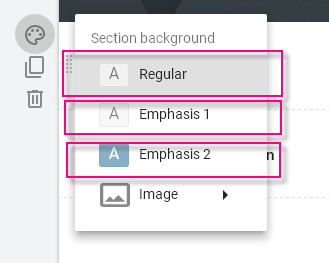 Section background
A Regular
A Emphasis 1
A Emphasis 2
n
Image